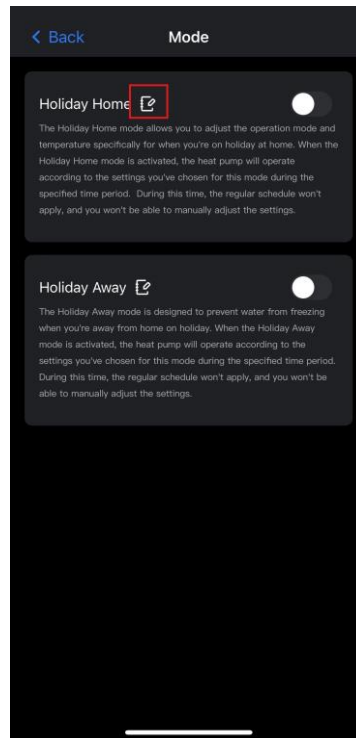 Back
Mode
Holiday Home
The Holiday Home mode allows you to adjust the operation mode and
temperature specifically for when you're on holiday at home. When the
Holiday Home mode is activated, the heat pump will operate
according to the settings you've chosen for this mode during the
specified time period. During this time, the regular schedule won't
apply, and you won't be able to manually adjust the settings.
Holiday Away
The Holiday Away mode is designed to prevent water from freezing
when you're away from home on holiday. When the Holiday Away
mode is activated, the heat pump will operate according to the
settings you've chosen for this mode during the specified time period.
During this time, the regular schedule won't apply, and you won't be
able to manually adjust the settings.